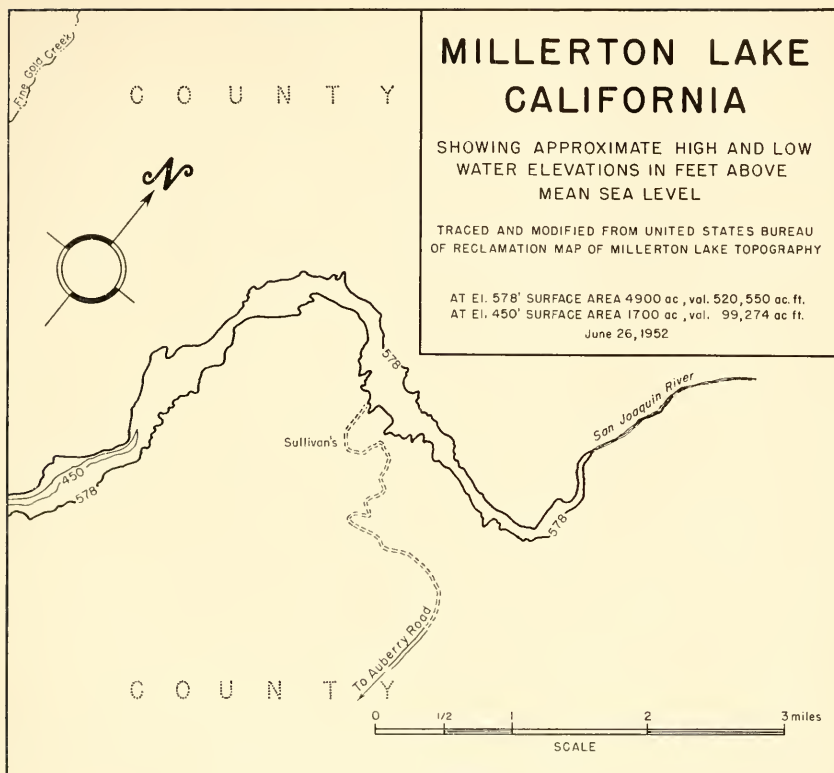 Fine Gold Creek
COUNTY
N
MILLERTON LAKE
CALIFORNIA
SHOWING APPROXIMATE HIGH AND LOW
WATER ELEVATIONS IN FEET ABOVE
MEAN SEA LEVEL
TRACED AND MODIFIED FROM UNITED STATES BUREAU
OF RECLAMATION MAP OF MILLERTON LAKE TOPOGRAPHY
AT El. 578' SURFACE AREA 4900 ac , vol. 520,550 ac. ft.
AT El. 450' SURFACE AREA 1700 ac , vol. 99,274 ac ft.
June 26, 1952
578
San Joaquin River
Sullivan's
450
578
578
To Auberry Road
COUNTY
0 1/2 1 2 3 miles
SCALE